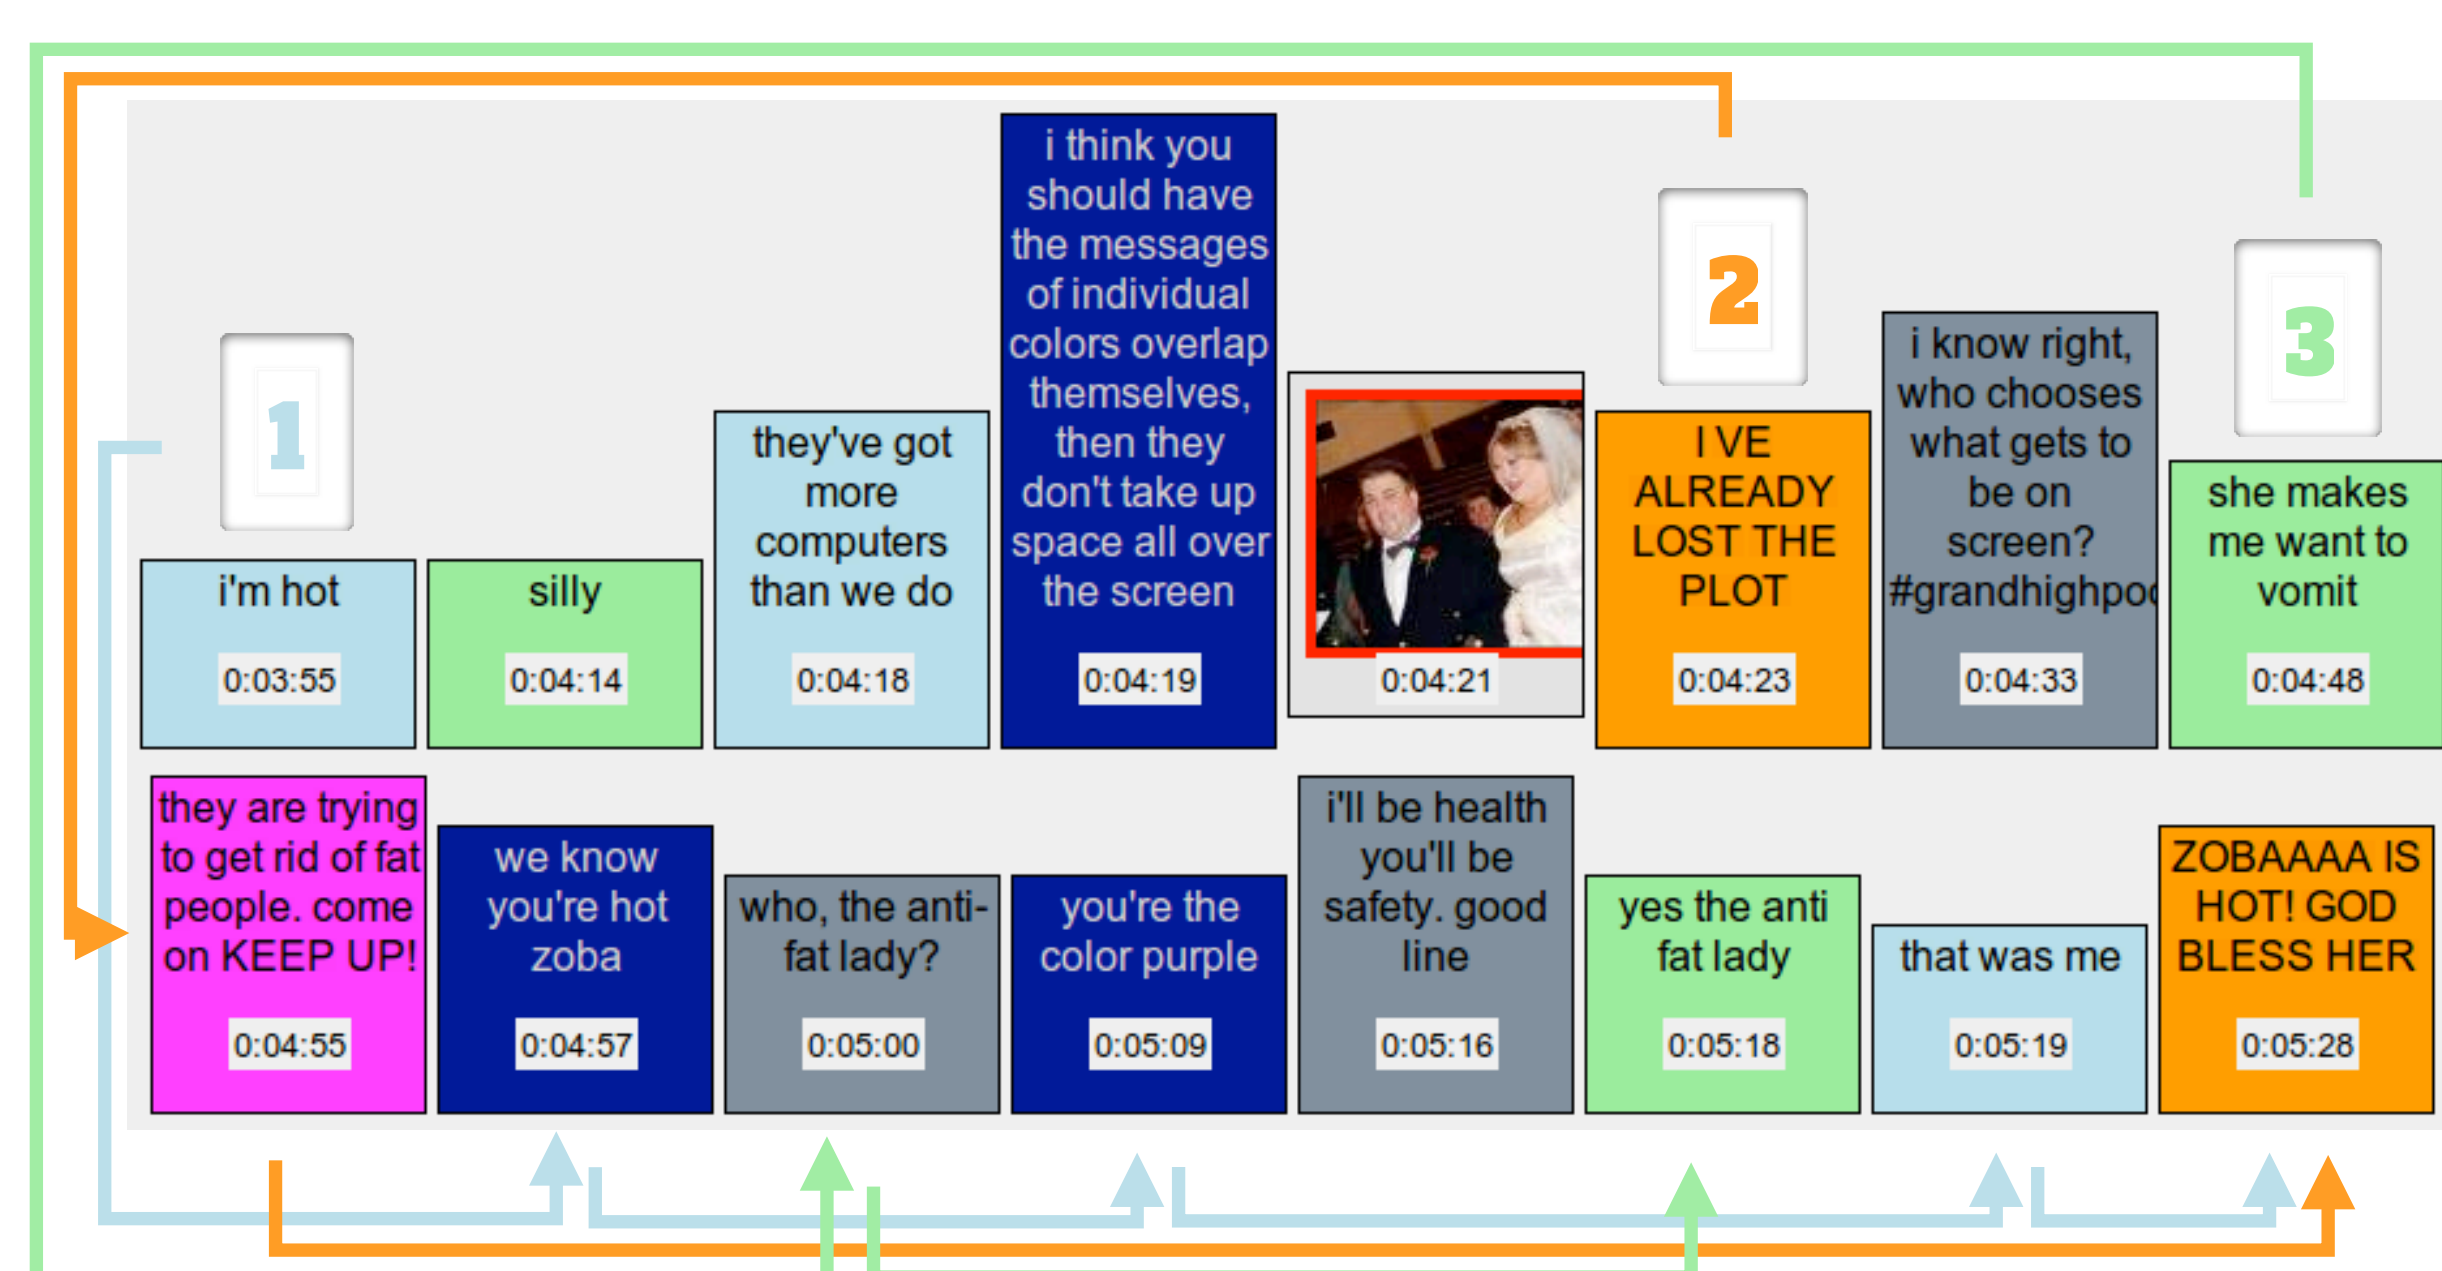 1
i'm hot
0:03:55
silly
0:04:14
they've got
more
computers
than we do
0:04:18
i think you
should have
the messages
of individual
colors overlap
themselves,
then they
don't take up
space all over
the screen
0:04:19
0:04:21
2
I VE
ALREADY
LOST THE
PLOT
0:04:23
i know right,
who chooses
what gets to
be on
screen?
#grandhighpoo
0:04:33
3
she makes
me want to
vomit
0:04:48
they are trying
to get rid of fat
people. come
on KEEP UP!
0:04:55
we know
you're hot
zoba
0:04:57
who, the anti-
fat lady?
0:05:00
you're the
color purple
0:05:09
i'll be health
you'll be
safety. good
line
0:05:16
yes the anti
fat lady
0:05:18
that was me
0:05:19
ZOBAAAA IS
HOT! GOD
BLESS HER
0:05:28